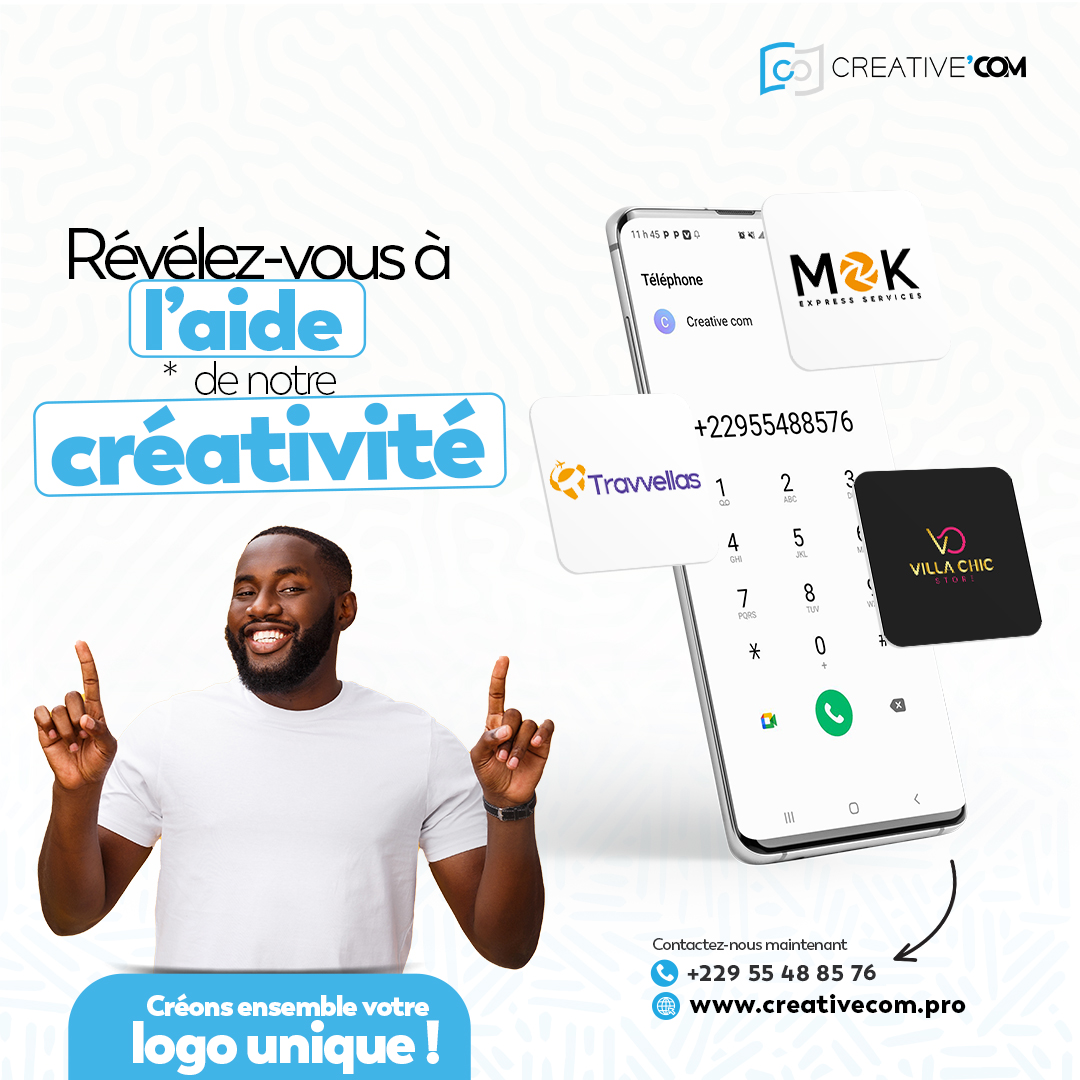 CREATIVE'COM
Révélez-vous à
l'aide
* de notre
créativité
11 h 45 P P V
Téléphone
C Creative com
+22955488576
1 2 3
ABC
4 5
GHI JKL
7 8
PQRS TUV
* 0 #
+
MOK
EXPRESS SERVICES
Travvellas
VILLA CHIC
STORE
Contactez-nous maintenant
+229 55 48 85 76
www.creativecom.pro
Créons ensemble votre
logo unique !